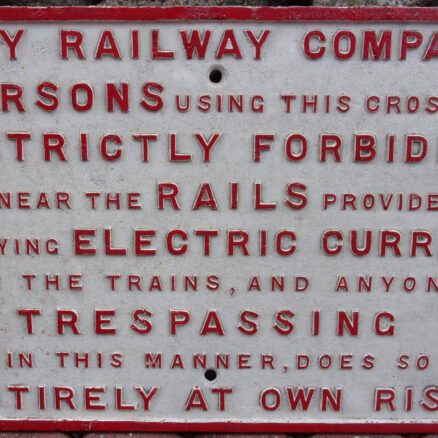 Y RAILWAY COMPA
RSONS USING THIS CROS
TRICTLY FORBID
NEAR THE RAILS PROVIDE
YING ELECTRIC CURR
THE TRAINS, AND ANYON
TRESPASSING
IN THIS MANNER, DOES SO
TIRELY AT OWN RIS